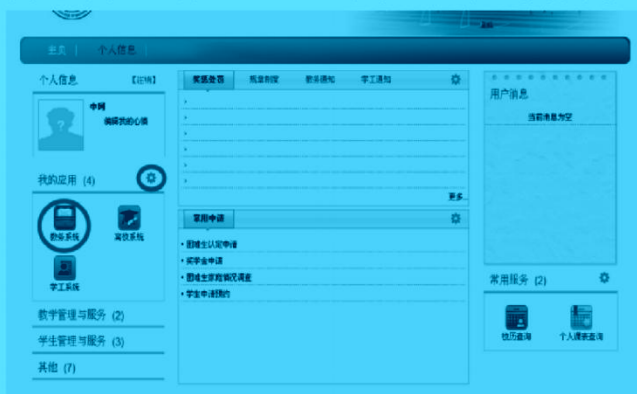 主页 | 个人信息 |
个人信息 【注销】
申请
编辑我的心情
我的应用 (4)
教务系统 离校系统
学工系统
教学管理与服务 (2)
学生管理与服务 (3)
其他 (7)
奖惩处罚 规章制度 教务通知 学工通知
更多..
常用申请
• 困难生认定申请
• 奖学金申请
• 困难生家庭情况调查
• 学生申请预约
用户消息
当前消息为空
常用服务 (2)
校历查询 个人课表查询